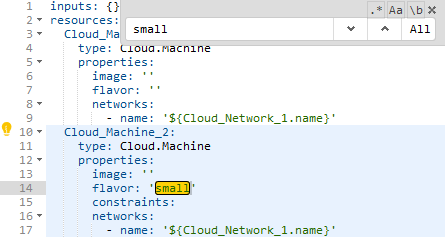 1 inputs: {}
2 resources:
3 Cloud_Mach
4 type: Cloud.Machine
5 properties:
6 image: ''
7 flavor: ''
8 networks:
9 - name: '${Cloud_Network_1.name}'
10 Cloud_Machine_2:
11 type: Cloud.Machine
12 properties:
13 image: ''
14 flavor: 'small'
15 constraints:
16 networks:
17 - name: '${Cloud_Network_1.name}'
.* Aa \b ×
small All